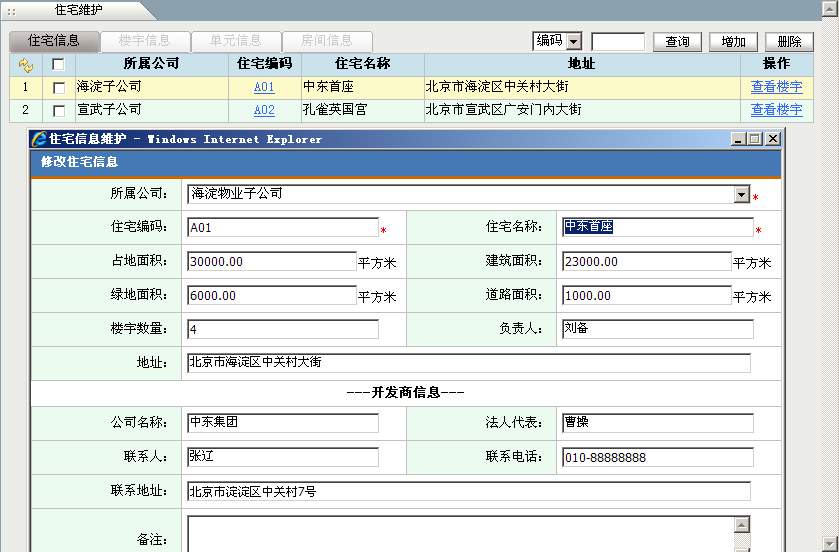 住宅维护
住宅信息 楼宇信息 单元信息 房间信息 编码 查询 增加 删除
所属公司 住宅编码 住宅名称 地址 操作
1 海淀子公司 A01 中东首座 北京市海淀区中关村大街 查看楼宇
2 宣武子公司 A02 孔雀英国宫 北京市宣武区广安门内大街 查看楼宇
住宅信息维护 - Windows Internet Explorer
修改住宅信息
所属公司: 海淀物业子公司 *
住宅编码: A01 * 住宅名称: 中东首座 *
占地面积: 30000.00 平方米 建筑面积: 23000.00 平方米
绿地面积: 6000.00 平方米 道路面积: 1000.00 平方米
楼宇数量: 4 负责人: 刘备
地址: 北京市海淀区中关村大街
---开发商信息---
公司名称: 中东集团 法人代表: 曹操
联系人: 张辽 联系电话: 010-88888888
联系地址: 北京市淀淀区中关村7号
备注: